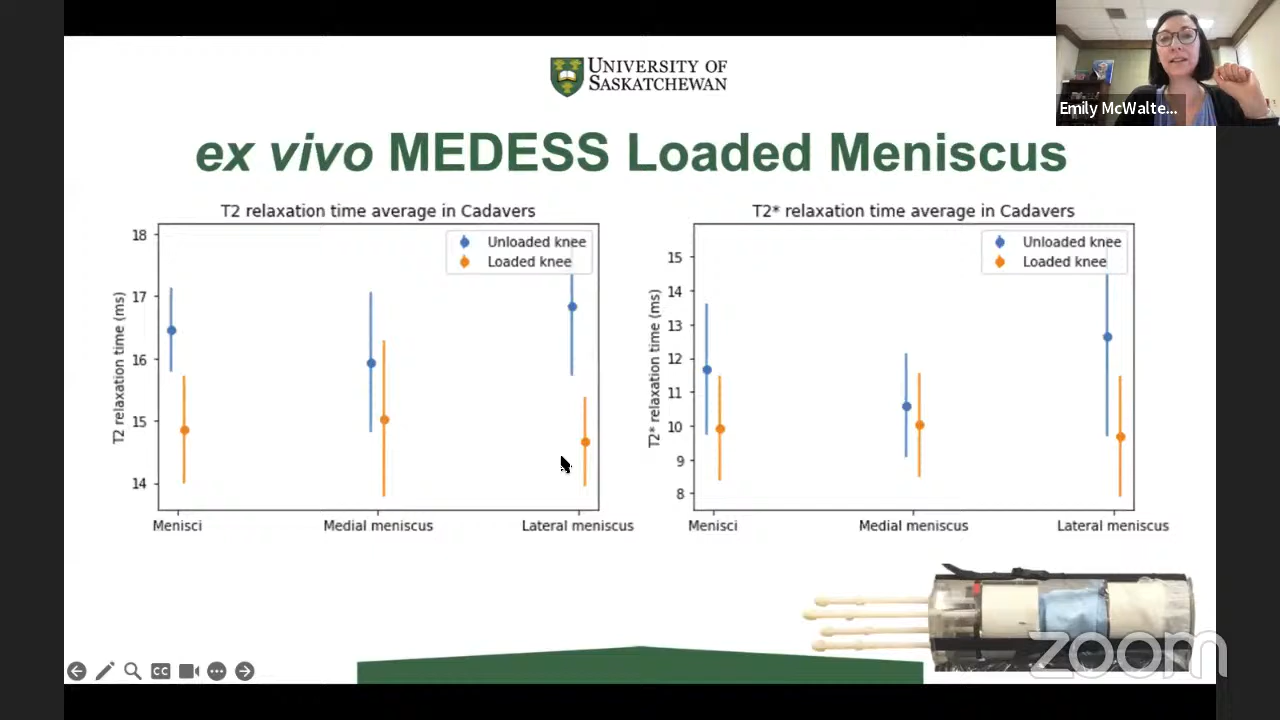 UNIVERSITY OF
SASKATCHEWAN
Emily McWalte...
ex vivo MEDESS Loaded Meniscus
T2 relaxation time average in Cadavers
Unloaded knee
Loaded knee
18
17
16
15
14
T2 relaxation time (ms)
Menisci
Medial meniscus
Lateral meniscus
T2* relaxation time average in Cadavers
Unloaded knee
Loaded knee
15
14
13
12
11
10
9
8
T2* relaxation time (ms)
Menisci
Medial meniscus
Lateral meniscus
CC
zoom